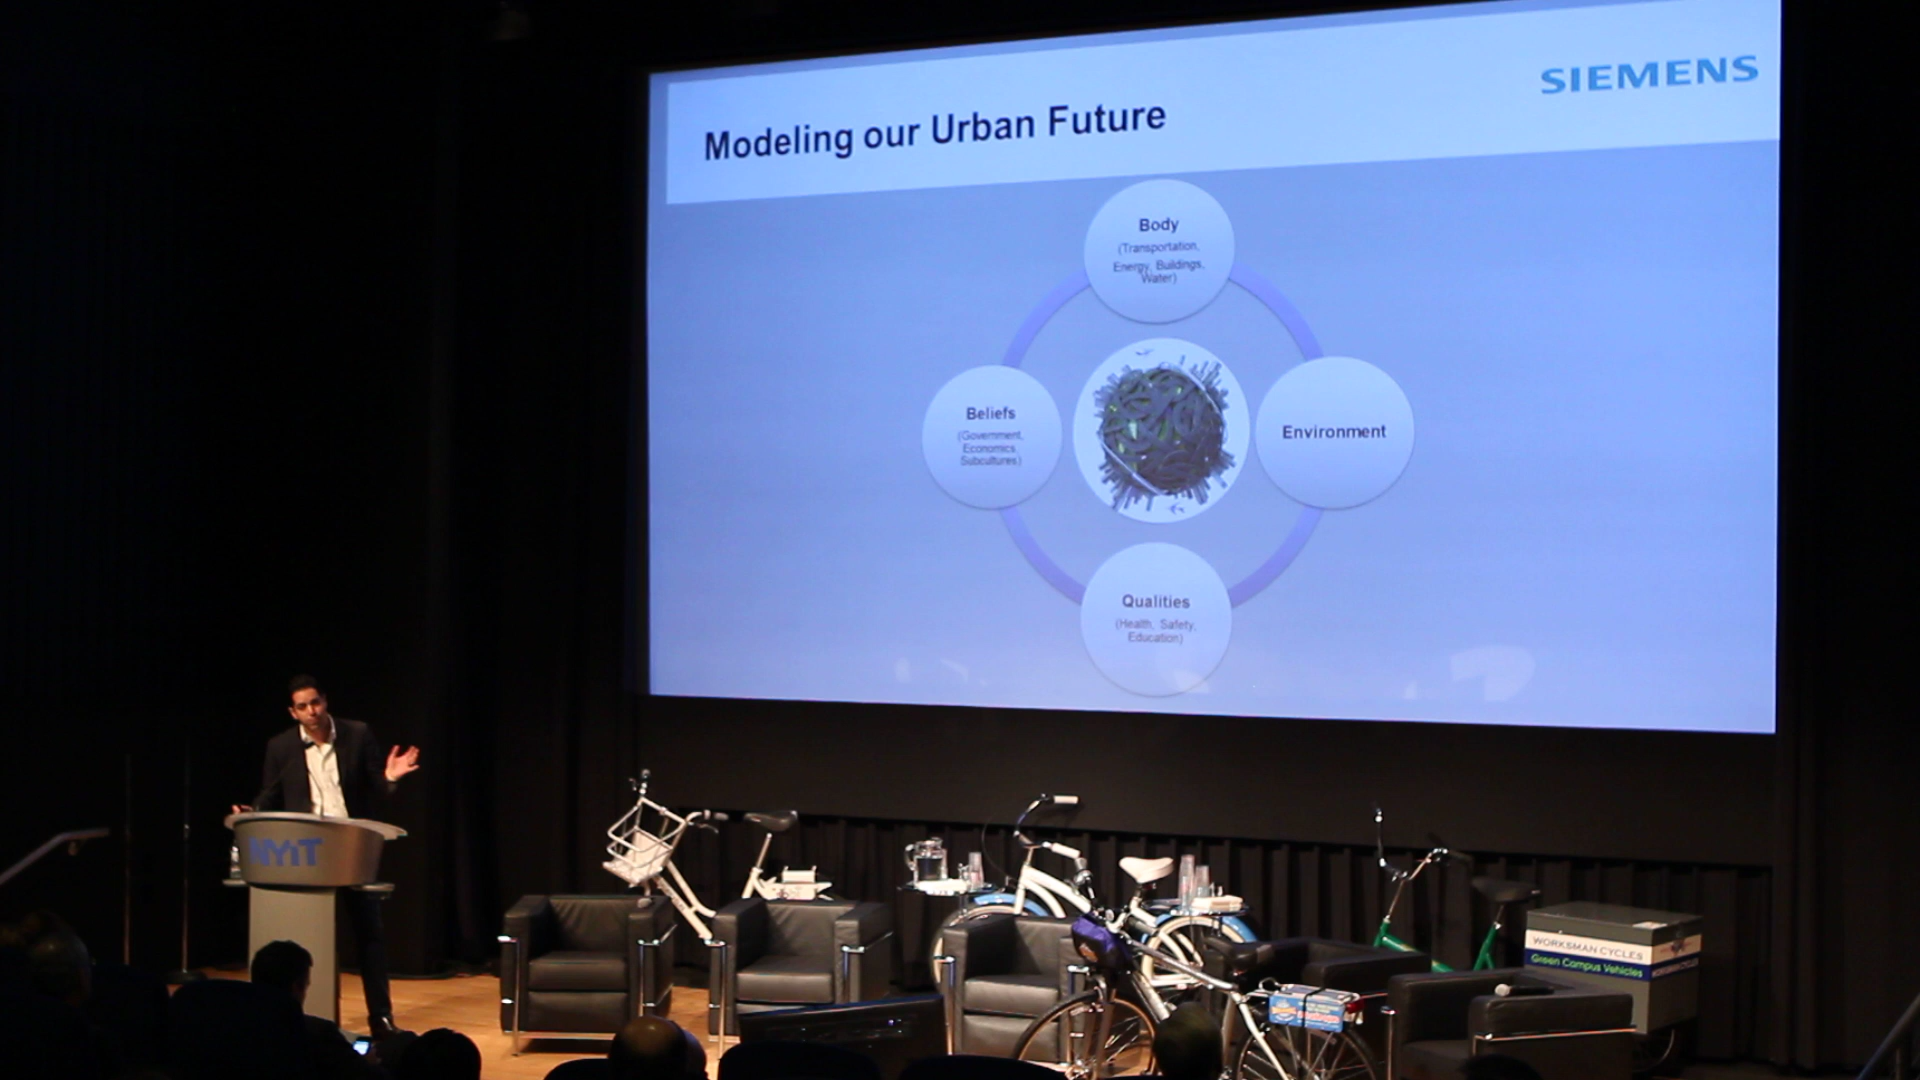 SIEMENS
Modeling our Urban Future
Body
(Transportation,
Energy, Buildings,
Water)
Beliefs
(Government,
Economics,
Subcultures)
Environment
Qualities
(Health, Safety,
Education)
NYIT
WORKSMAN CYCLES
Green Campus Vehicles